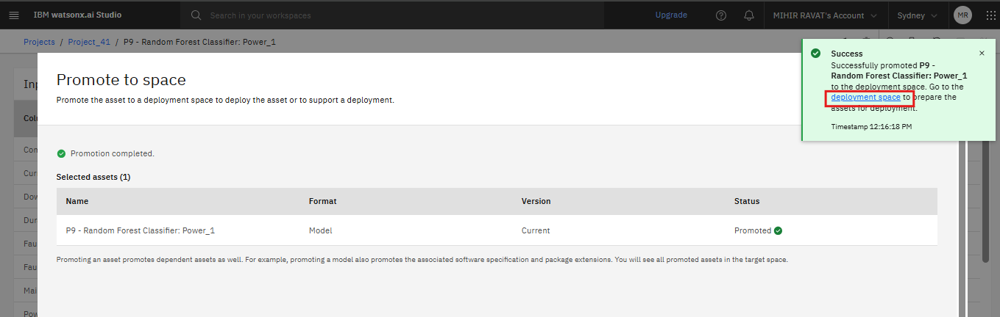 IBM watsonx.ai Studio
Search in your workspaces
Upgrade
MIHIR RAVAT's Account
Sydney
MR
Projects / Project_41 / P9 - Random Forest Classifier: Power_1
Success
Successfully promoted P9 -
Random Forest Classifier: Power_1
to the deployment space. Go to the
deployment space to prepare the
assets for deployment.
Timestamp 12:16:18 PM
Promote to space
Promote the asset to a deployment space to deploy the asset or to support a deployment.
Promotion completed.
Selected assets (1)
Name Format Version Status
P9 - Random Forest Classifier: Power_1 Model Current Promoted
Promoting an asset promotes dependent assets as well. For example, promoting a model also promotes the associated software specification and package extensions. You will see all promoted assets in the target space.
Inp
Colu
Con
Curr
Dow
Dur
Fau
Fau
Mai
Pow